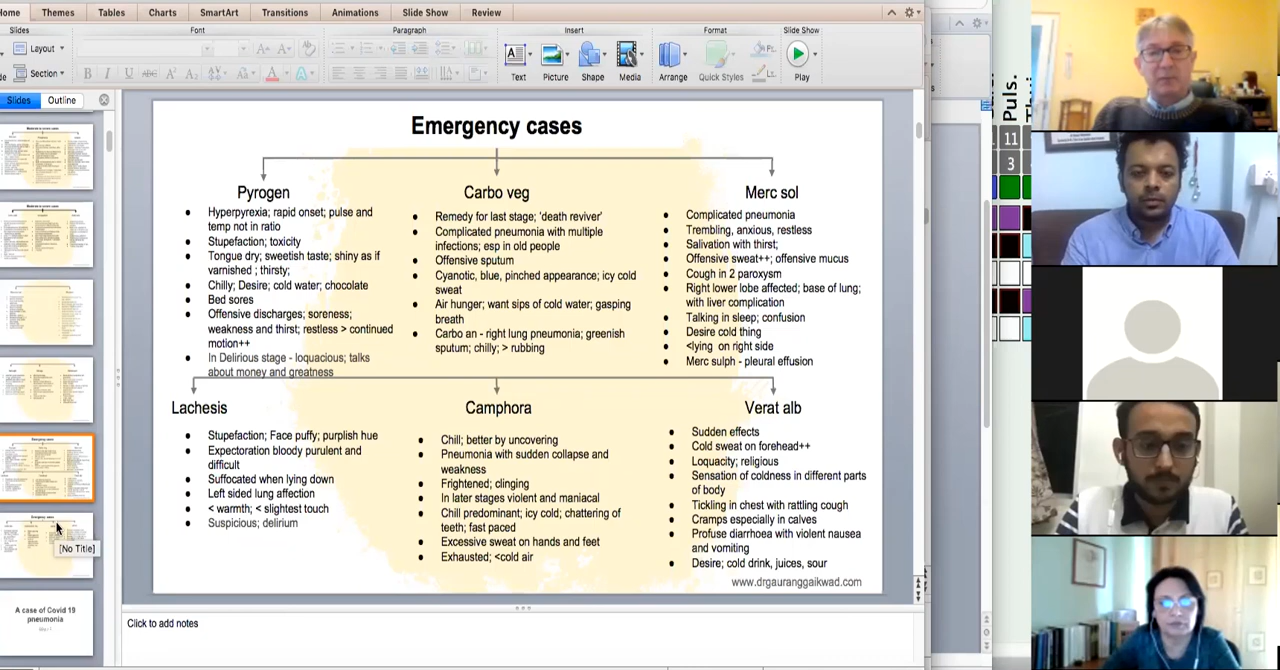 Home Themes Tables Charts SmartArt Transitions Animations Slide Show Review
Slides Font Paragraph Insert Format Slide Show
Layout
Section
B I U ABC A² A₂
Text Picture Shape Media Arrange Quick Styles Play
Slides Outline
Emergency cases
Pyrogen
Hyperpyrexia; rapid onset; pulse and
temp not in ratio
Stupefaction; toxicity
Tongue dry; sweetish taste; shiny as if
varnished ; thirsty;
Chilly; Desire; cold water; chocolate
Bed sores
Offensive discharges; soreness;
weakness and thirst; restless > continued
motion++
In Delirious stage - loquacious; talks
about money and greatness
Carbo veg
Remedy for last stage; 'death reviver'
Complicated pneumonia with multiple
infections; esp in old people
Offensive sputum
Cyanotic, blue, pinched appearance; icy cold
sweat
Air hunger; want sips of cold water; gasping
breath
Carbo an - right lung pneumonia; greenish
sputum; chilly; > rubbing
Merc sol
Complicated pneumonia
Trembling, anxious, restless
Salivation with thirst;
Offensive sweat++; offensive mucus
Cough in 2 paroxysm
Right lower lobe affected; base of lung;
with liver complication
Talking in sleep; confusion
Desire cold thing
<lying on right side
Merc sulph - pleural effusion
Lachesis
Stupefaction; Face puffy; purplish hue
Expectoration bloody purulent and
difficult
Suffocated when lying down
Left sided lung affection
< warmth; < slightest touch
Suspicious; delirium
Camphora
Chill; better by uncovering
Pneumonia with sudden collapse and
weakness
Frightened; clinging
In later stages violent and maniacal
Chill predominant; icy cold; chattering of
teeth; fast paced
Excessive sweat on hands and feet
Exhausted; <cold air
Verat alb
Sudden effects
Cold sweat on forehead++
Loquacity; religious
Sensation of coldness in different parts
of body
Tickling in chest with rattling cough
Cramps especially in calves
Profuse diarrhoea with violent nausea
and vomiting
Desire; cold drink, juices, sour
www.drgauranggaikwad.com
[No Title]
A case of Covid 19
pneumonia
Click to add notes
Puls.
11
3